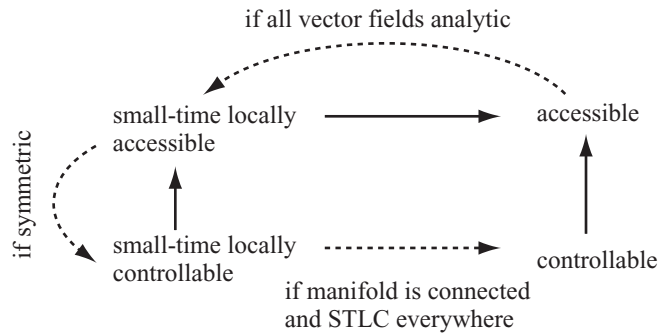 if all vector fields analytic
small-time locally
accessible
accessible
if symmetric
small-time locally
controllable
controllable
if manifold is connected
and STLC everywhere